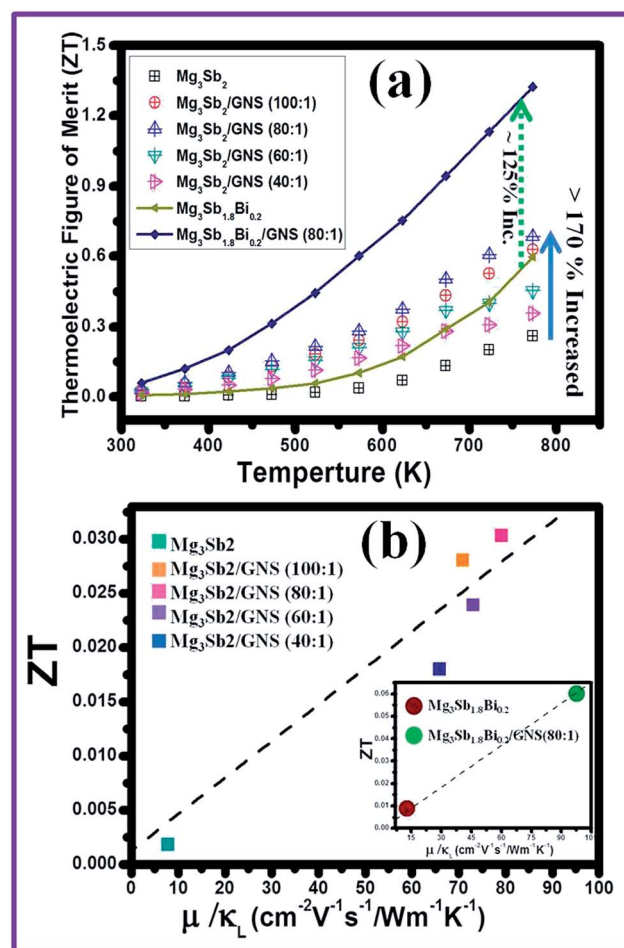 (a)
Thermoelectric Figure of Merit (ZT)
1.5
1.2
0.9
0.6
0.3
0.0
Mg₃Sb₂
Mg₃Sb₂/GNS (100:1)
Mg₃Sb₂/GNS (80:1)
Mg₃Sb₂/GNS (60:1)
Mg₃Sb₂/GNS (40:1)
Mg₃Sb₁.₈Bi₀.₂
Mg₃Sb₁.₈Bi₀.₂/GNS (80:1)
~ 125% Inc.
> 170 % Increased
300 400 500 600 700 800
Temperture (K)
(b)
ZT
0.030
0.025
0.020
0.015
0.010
0.005
0.000
Mg₃Sb2
Mg₃Sb2/GNS (100:1)
Mg₃Sb2/GNS (80:1)
Mg₃Sb2/GNS (60:1)
Mg₃Sb2/GNS (40:1)
ZT
0.06
0.05
0.04
0.03
0.02
0.01
0.00
Mg₃Sb₁.₈Bi₀.₂
Mg₃Sb₁.₈Bi₀.₂/GNS(80:1)
15 30 45 60 75 90 105
μ /κL (cm⁻²V⁻¹s⁻¹/Wm⁻¹K⁻¹)
0 10 20 30 40 50 60 70 80 90 100
μ /κL (cm⁻²V⁻¹s⁻¹/Wm⁻¹K⁻¹)